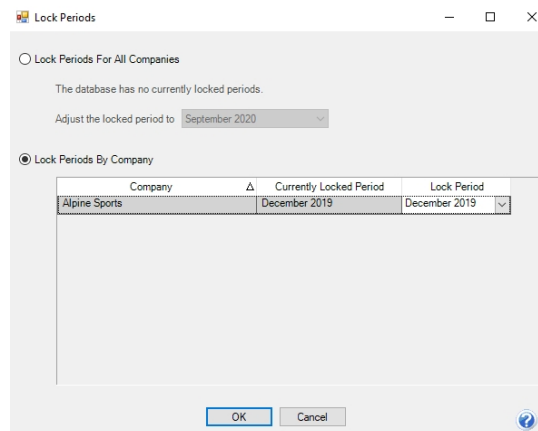 Lock Periods
Lock Periods For All Companies
The database has no currently locked periods.
Adjust the locked period to September 2020
Lock Periods By Company
Company Currently Locked Period Lock Period
Alpine Sports December 2019 December 2019
OK Cancel